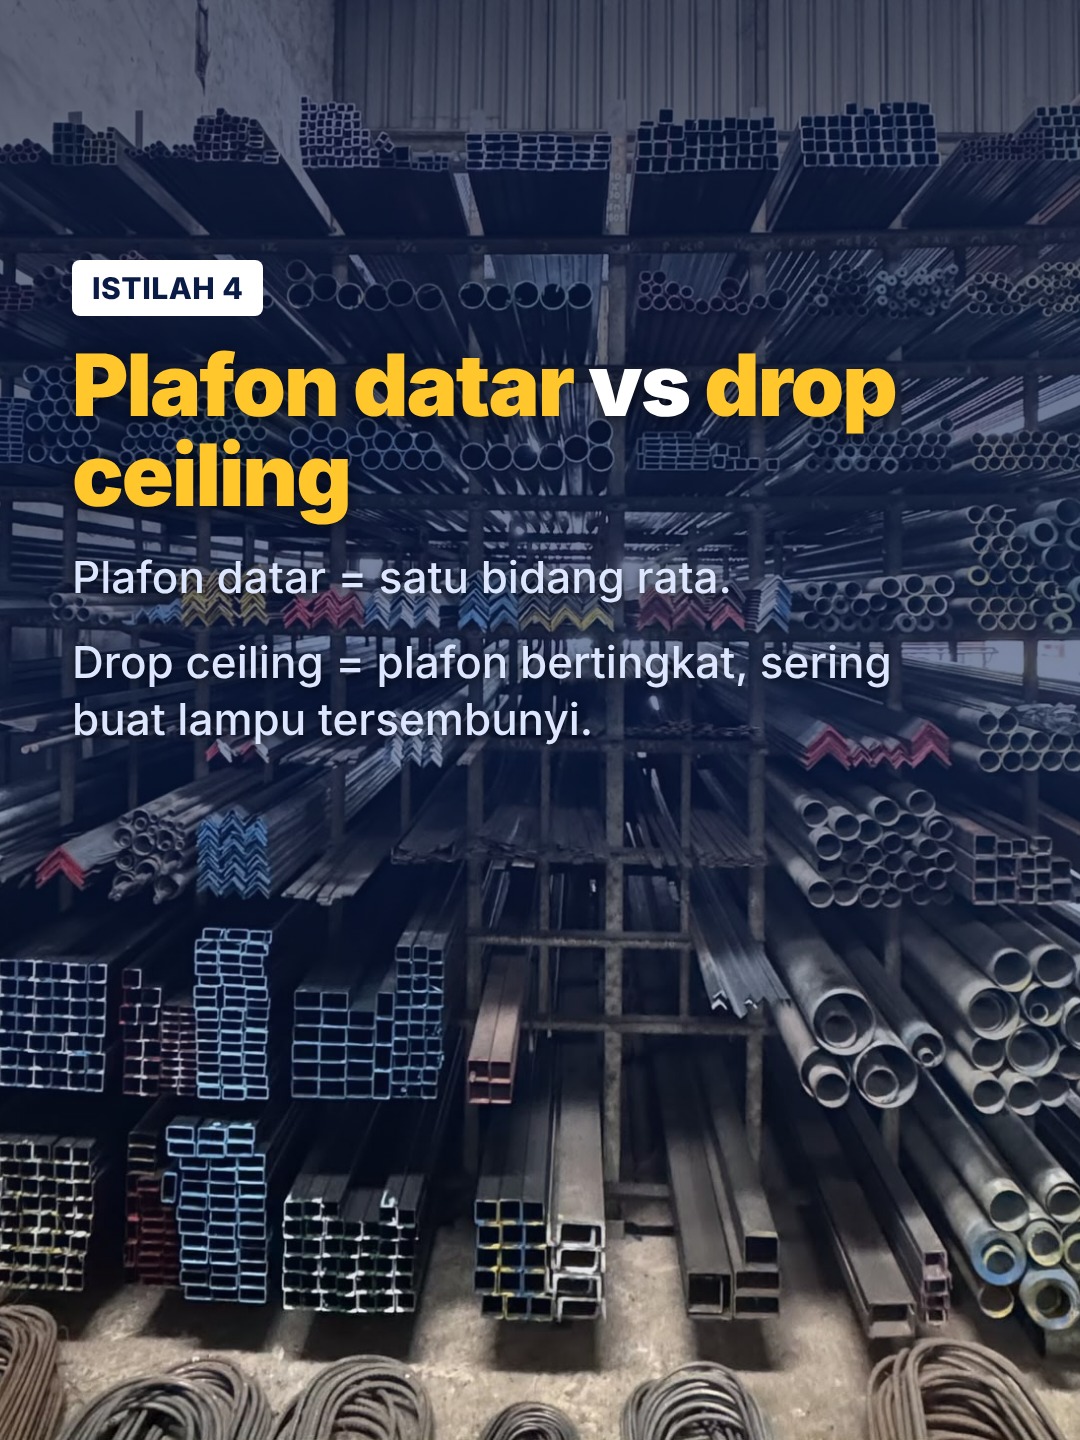 ISTILAH 4
Plafon datar vs drop
ceiling
Plafon datar = satu bidang rata.
Drop ceiling = plafon bertingkat, sering
buat lampu tersembunyi.